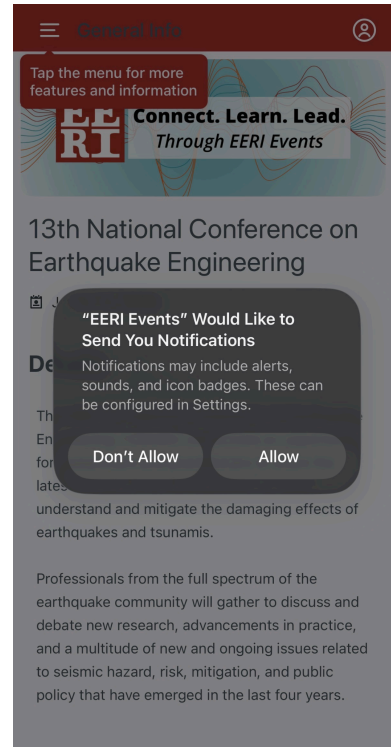 General Info
Tap the menu for more
features and information
EE
RI
Connect. Learn. Lead.
Through EERI Events
13th National Conference on
Earthquake Engineering
“EERI Events” Would Like to
Send You Notifications
Notifications may include alerts,
sounds, and icon badges. These can
be configured in Settings.
Don’t Allow
Allow
understand and mitigate the damaging effects of
earthquakes and tsunamis.
Professionals from the full spectrum of the
earthquake community will gather to discuss and
debate new research, advancements in practice,
and a multitude of new and ongoing issues related
to seismic hazard, risk, mitigation, and public
policy that have emerged in the last four years.